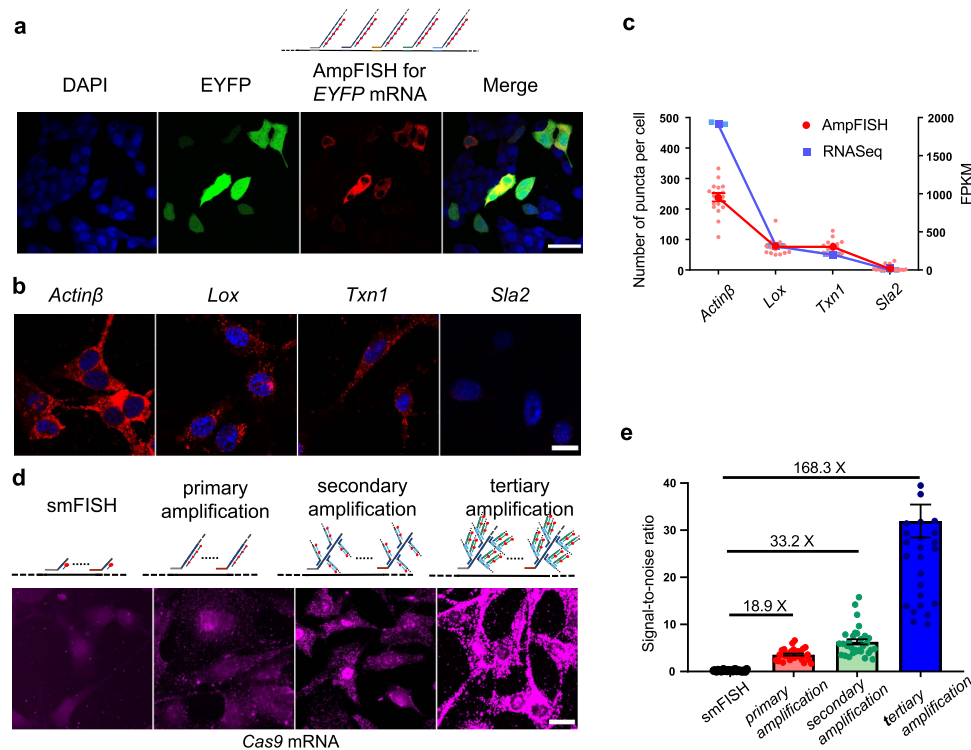 a
DAPI
EYFP
AmpFISH for
EYFP mRNA
Merge
b
Actinβ
Lox
Txn1
Sla2
c
Number of puncta per cell
500
400
300
200
100
0
AmpFISH
RNASeq
2000
1500
1000
500
0
FPKM
Actinβ
Lox
Txn1
Sla2
d
smFISH
primary
amplification
secondary
amplification
tertiary
amplification
Cas9 mRNA
e
Signal-to-noise ratio
40
30
20
10
0
168.3 X
33.2 X
18.9 X
smFISH
primary
amplification
secondary
amplification
tertiary
amplification